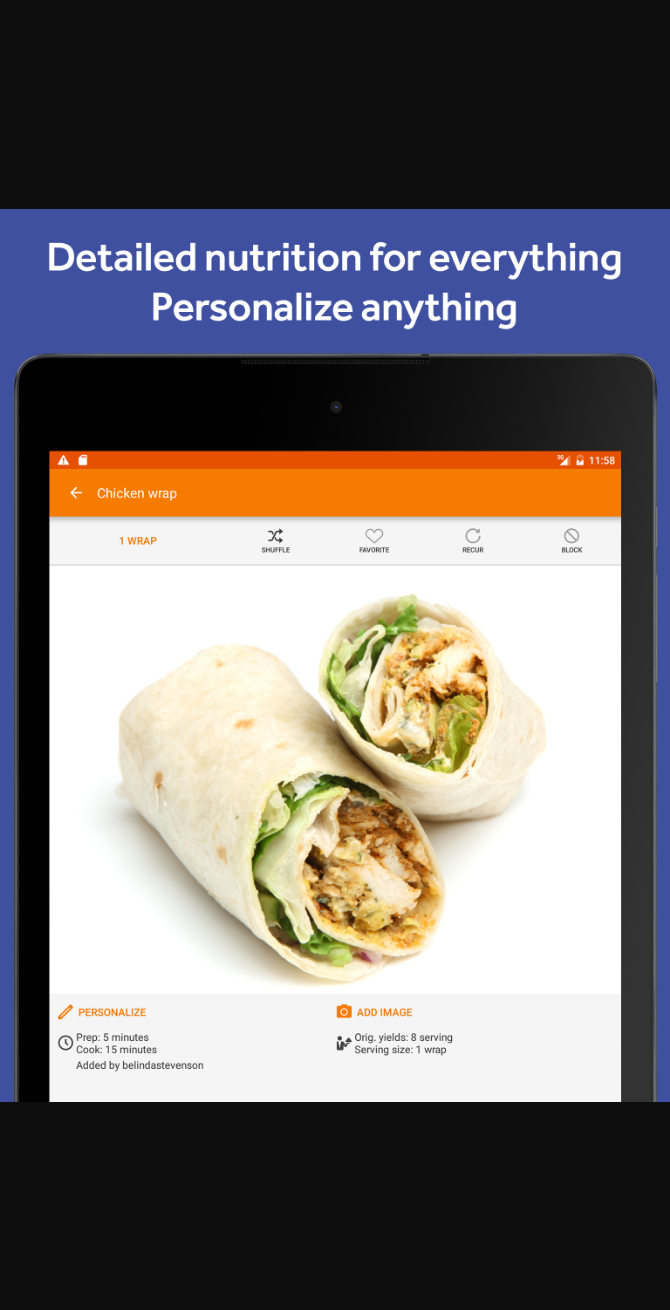 Detailed nutrition for everything
Personalize anything
3G 11:58
Chicken wrap
1 WRAP
SHUFFLE
FAVORITE
RECUR
BLOCK
PERSONALIZE
ADD IMAGE
Prep: 5 minutes
Cook: 15 minutes
Added by belindastevenson
Orig. yields: 8 serving
Serving size: 1 wrap